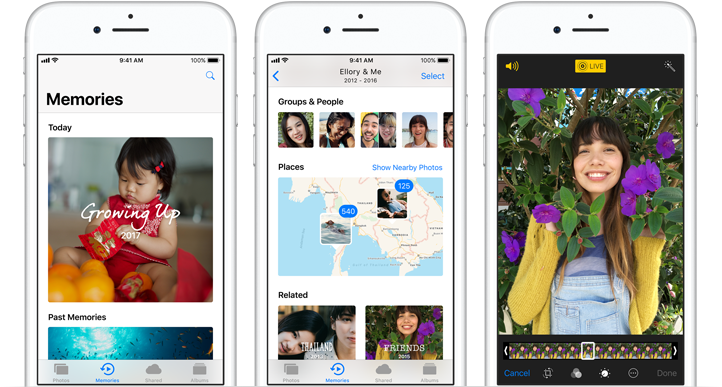 9:41 AM 100%
Memories
Today
Growing Up
2017
Past Memories
Photos Memories Shared Albums
9:41 AM 100%
Ellory & Me
2012 - 2016
Select
Groups & People
Places Show Nearby Photos
125
540
THAILAND
Related
THAILAND
FRIENDS
2015
Photos Memories Shared Albums
LIVE
Cancel Done